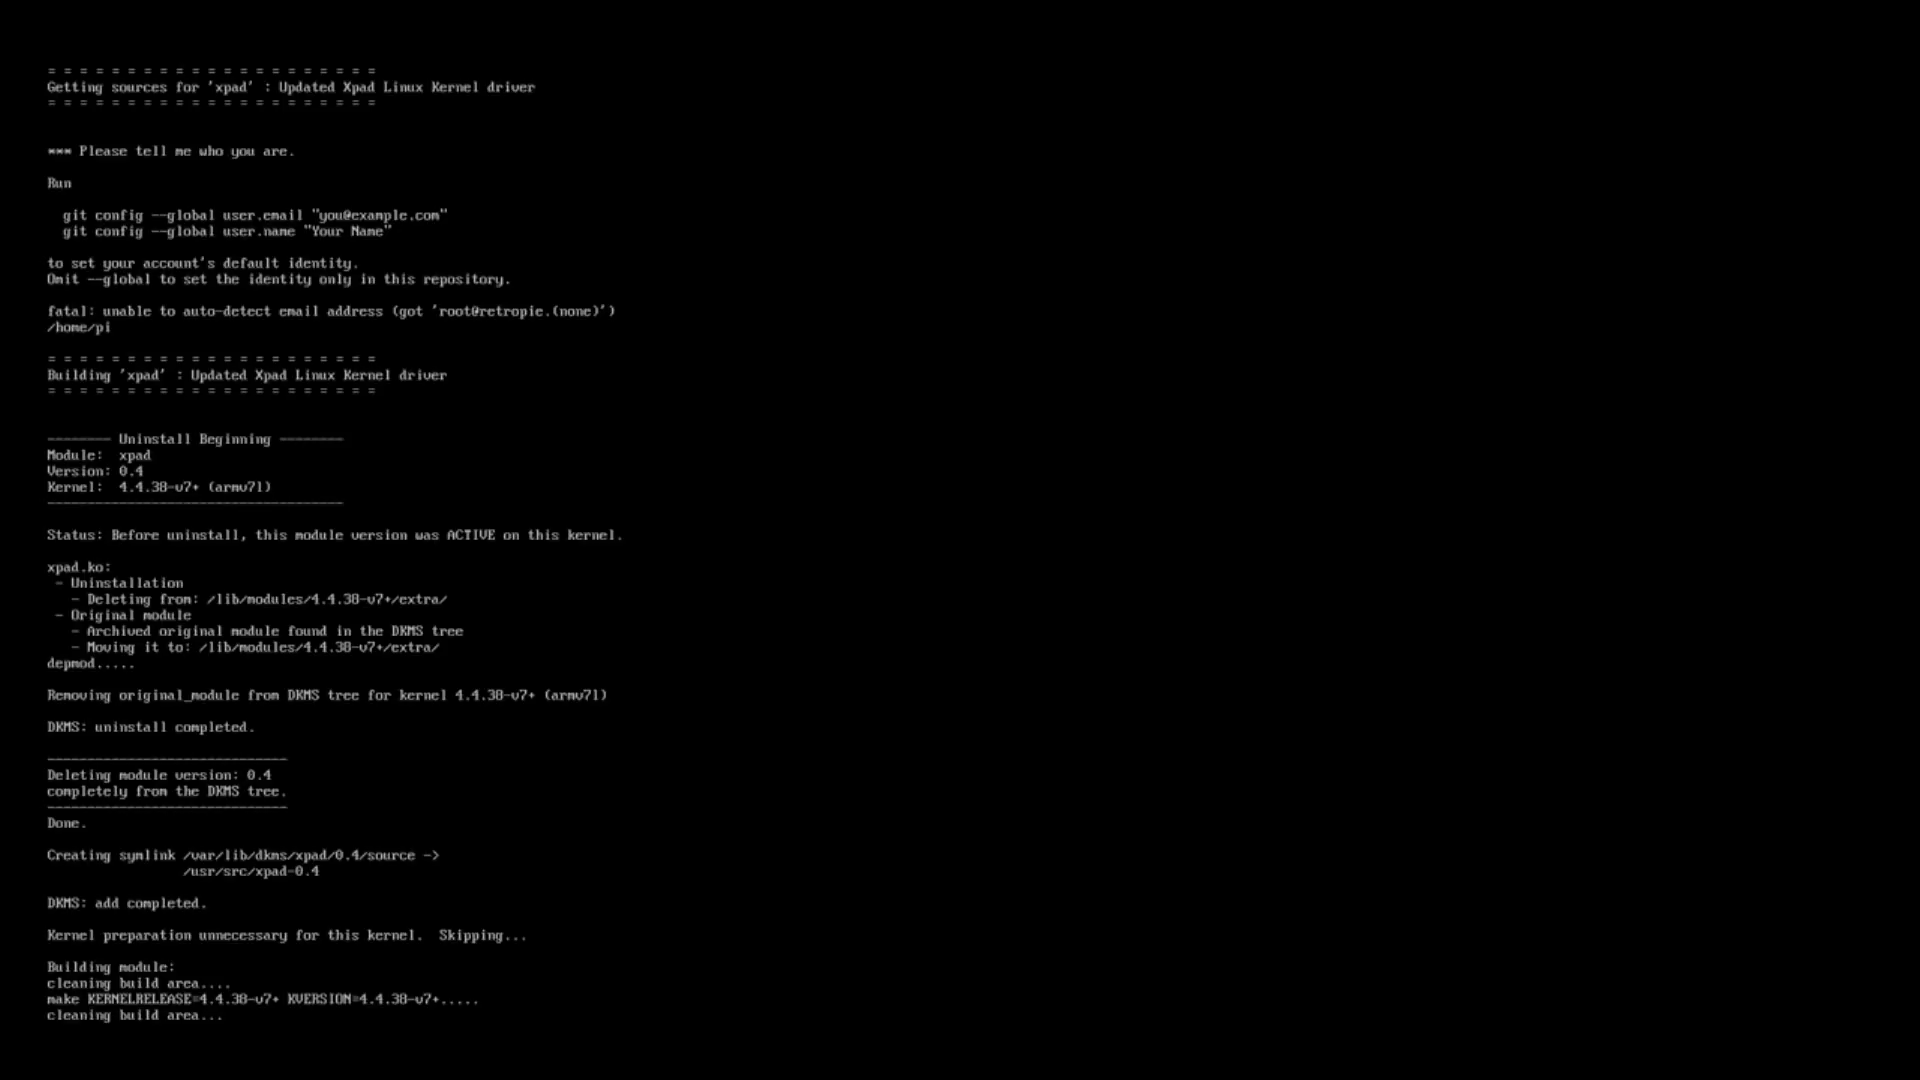 = = = = = = = = = = = = = = = = = = = = =
Getting sources for 'xpad' : Updated Xpad Linux Kernel driver
= = = = = = = = = = = = = = = = = = = = =
*** Please tell me who you are.
Run
git config --global user.email "you@example.com"
git config --global user.name "Your Name"
to set your account's default identity.
Omit --global to set the identity only in this repository.
fatal: unable to auto-detect email address (got 'root@retropie.(none)')
/home/pi
= = = = = = = = = = = = = = = = = = = = =
Building 'xpad' : Updated Xpad Linux Kernel driver
= = = = = = = = = = = = = = = = = = = = =
-------- Uninstall Beginning --------
Module:  xpad
Version: 0.4
Kernel:  4.4.38-v7+ (armv7l)
-------------------------------------
Status: Before uninstall, this module version was ACTIVE on this kernel.
xpad.ko:
- Uninstallation
- Deleting from: /lib/modules/4.4.38-v7+/extra/
- Original module
- Archived original module found in the DKMS tree
- Moving it to: /lib/modules/4.4.38-v7+/extra/
depmod.....
Removing original_module from DKMS tree for kernel 4.4.38-v7+ (armv7l)
DKMS: uninstall completed.
------------------------------
Deleting module version: 0.4
completely from the DKMS tree.
------------------------------
Done.
Creating symlink /var/lib/dkms/xpad/0.4/source ->
/usr/src/xpad-0.4
DKMS: add completed.
Kernel preparation unnecessary for this kernel.  Skipping...
Building module:
cleaning build area....
make KERNELRELEASE=4.4.38-v7+ KVERSION=4.4.38-v7+.....
cleaning build area...